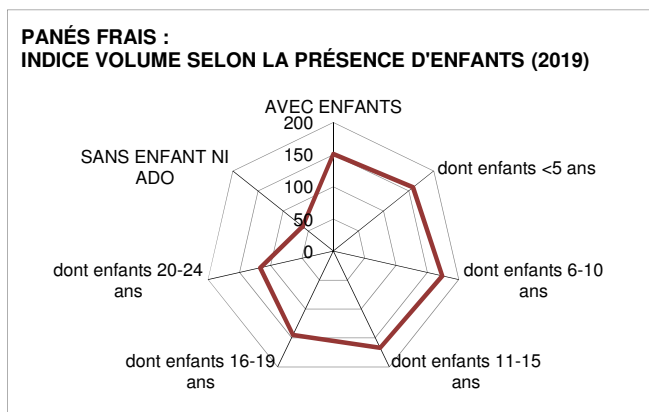 PANÉS FRAIS :
INDICE VOLUME SELON LA PRÉSENCE D'ENFANTS (2019)
AVEC ENFANTS
200
150
100
50
0
dont enfants <5 ans
dont enfants 6-10
ans
dont enfants 11-15
ans
dont enfants 16-19
ans
dont enfants 20-24
ans
SANS ENFANT NI
ADO